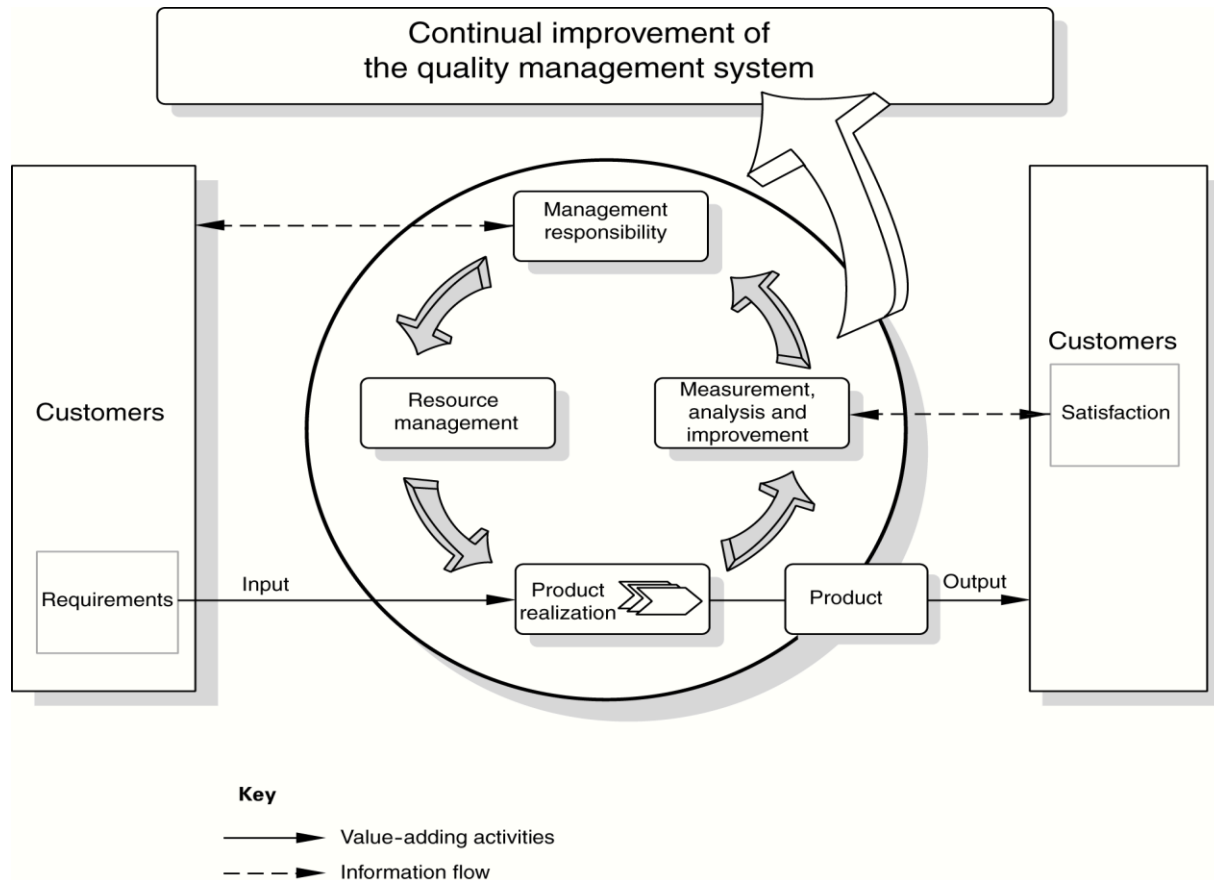 Continual improvement of
the quality management system
Management
responsibility
Customers
Resource
management
Measurement,
analysis and
improvement
Customers
Satisfaction
Requirements
Input
Product
realization
Product
Output
Key
Value-adding activities
Information flow